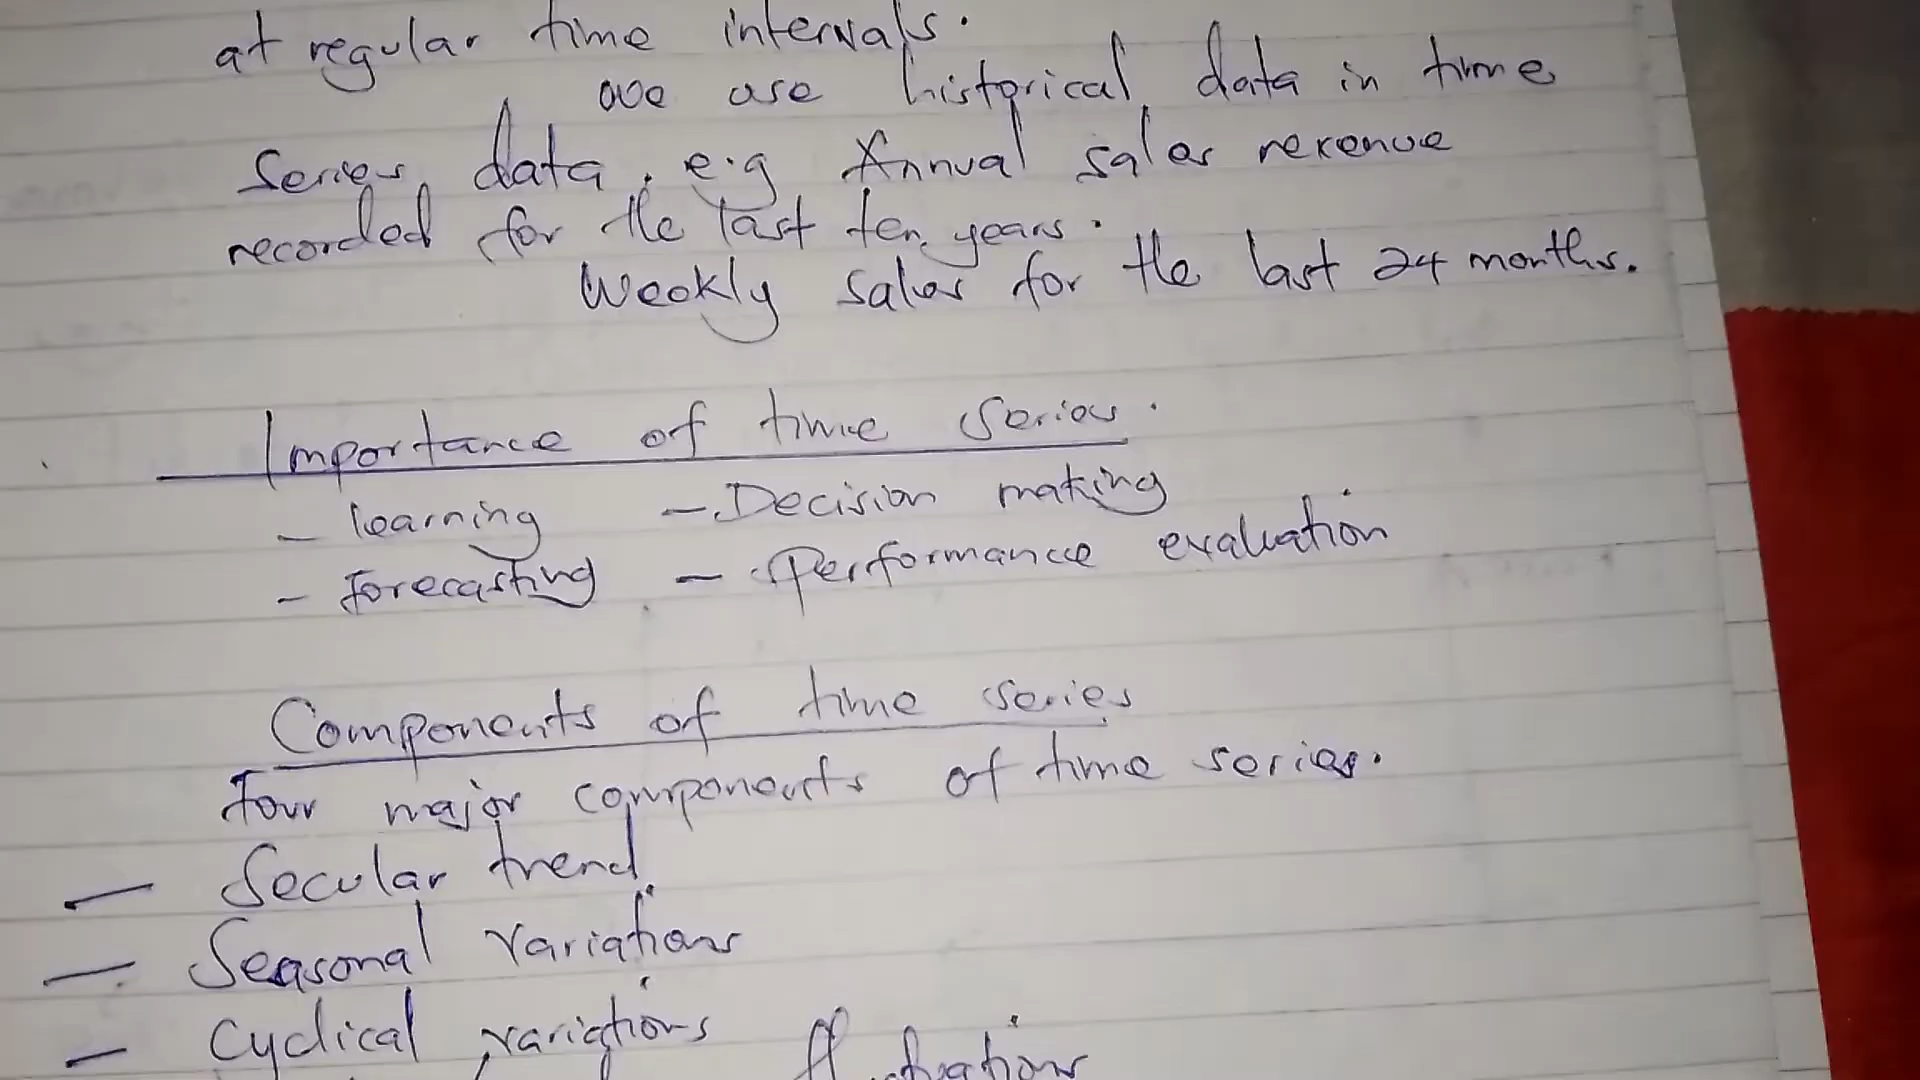 at regular time intervals.
we use historical data in time
Series data. e.g Annual sales revenue
recorded for the last ten years.
Weekly sales for the last 24 months.
Importance of time series.
- learning - Decision making
- forecasting - Performance evaluation
Components of time series
Four major components of time series.
- Secular trend
- Seasonal variations
- Cyclical variations